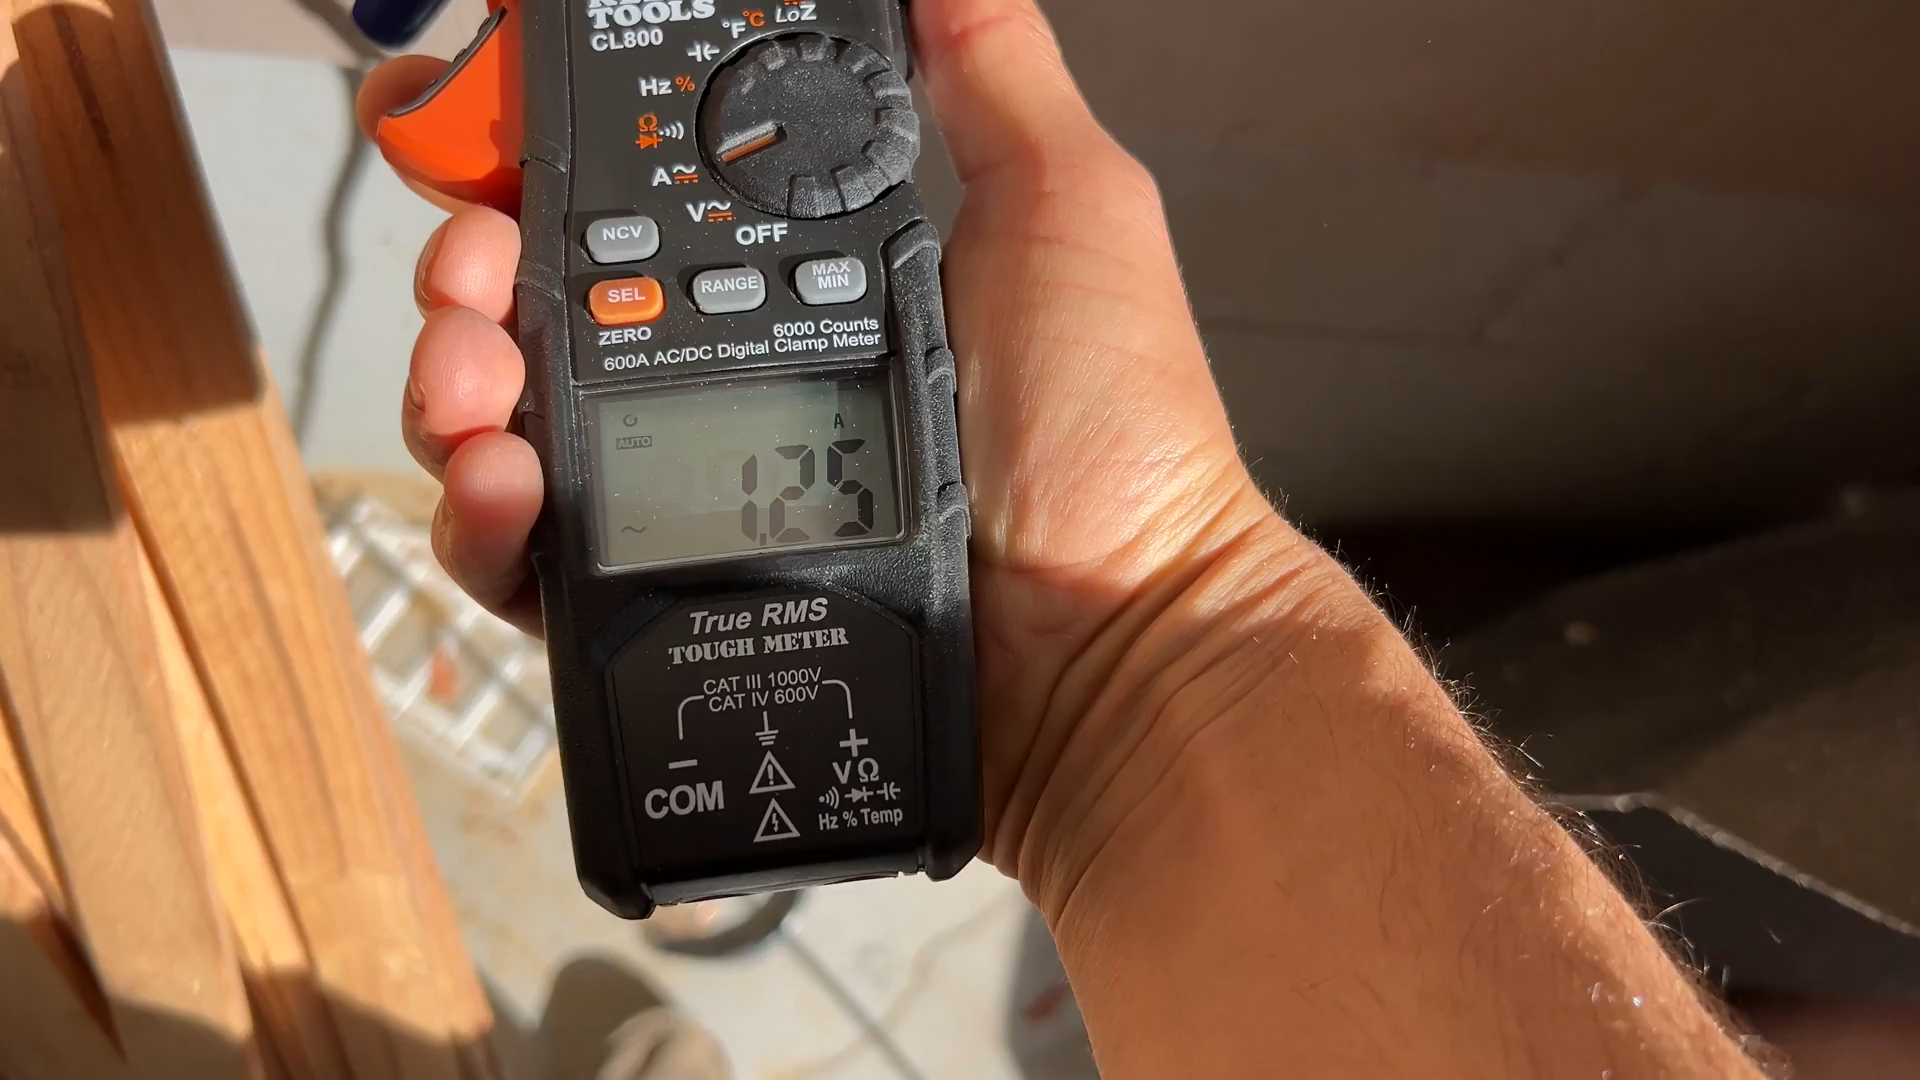 TOOLS
CL800
°F°C
LoZ
Hz %
Ω
A
V
OFF
NCV
SEL
RANGE
MAX
MIN
ZERO
6000 Counts
600A AC/DC Digital Clamp Meter
A
AUTO
1.25
~
True RMS
TOUGH METER
CAT III 1000V
CAT IV 600V
– +
COM
V Ω
Hz % Temp